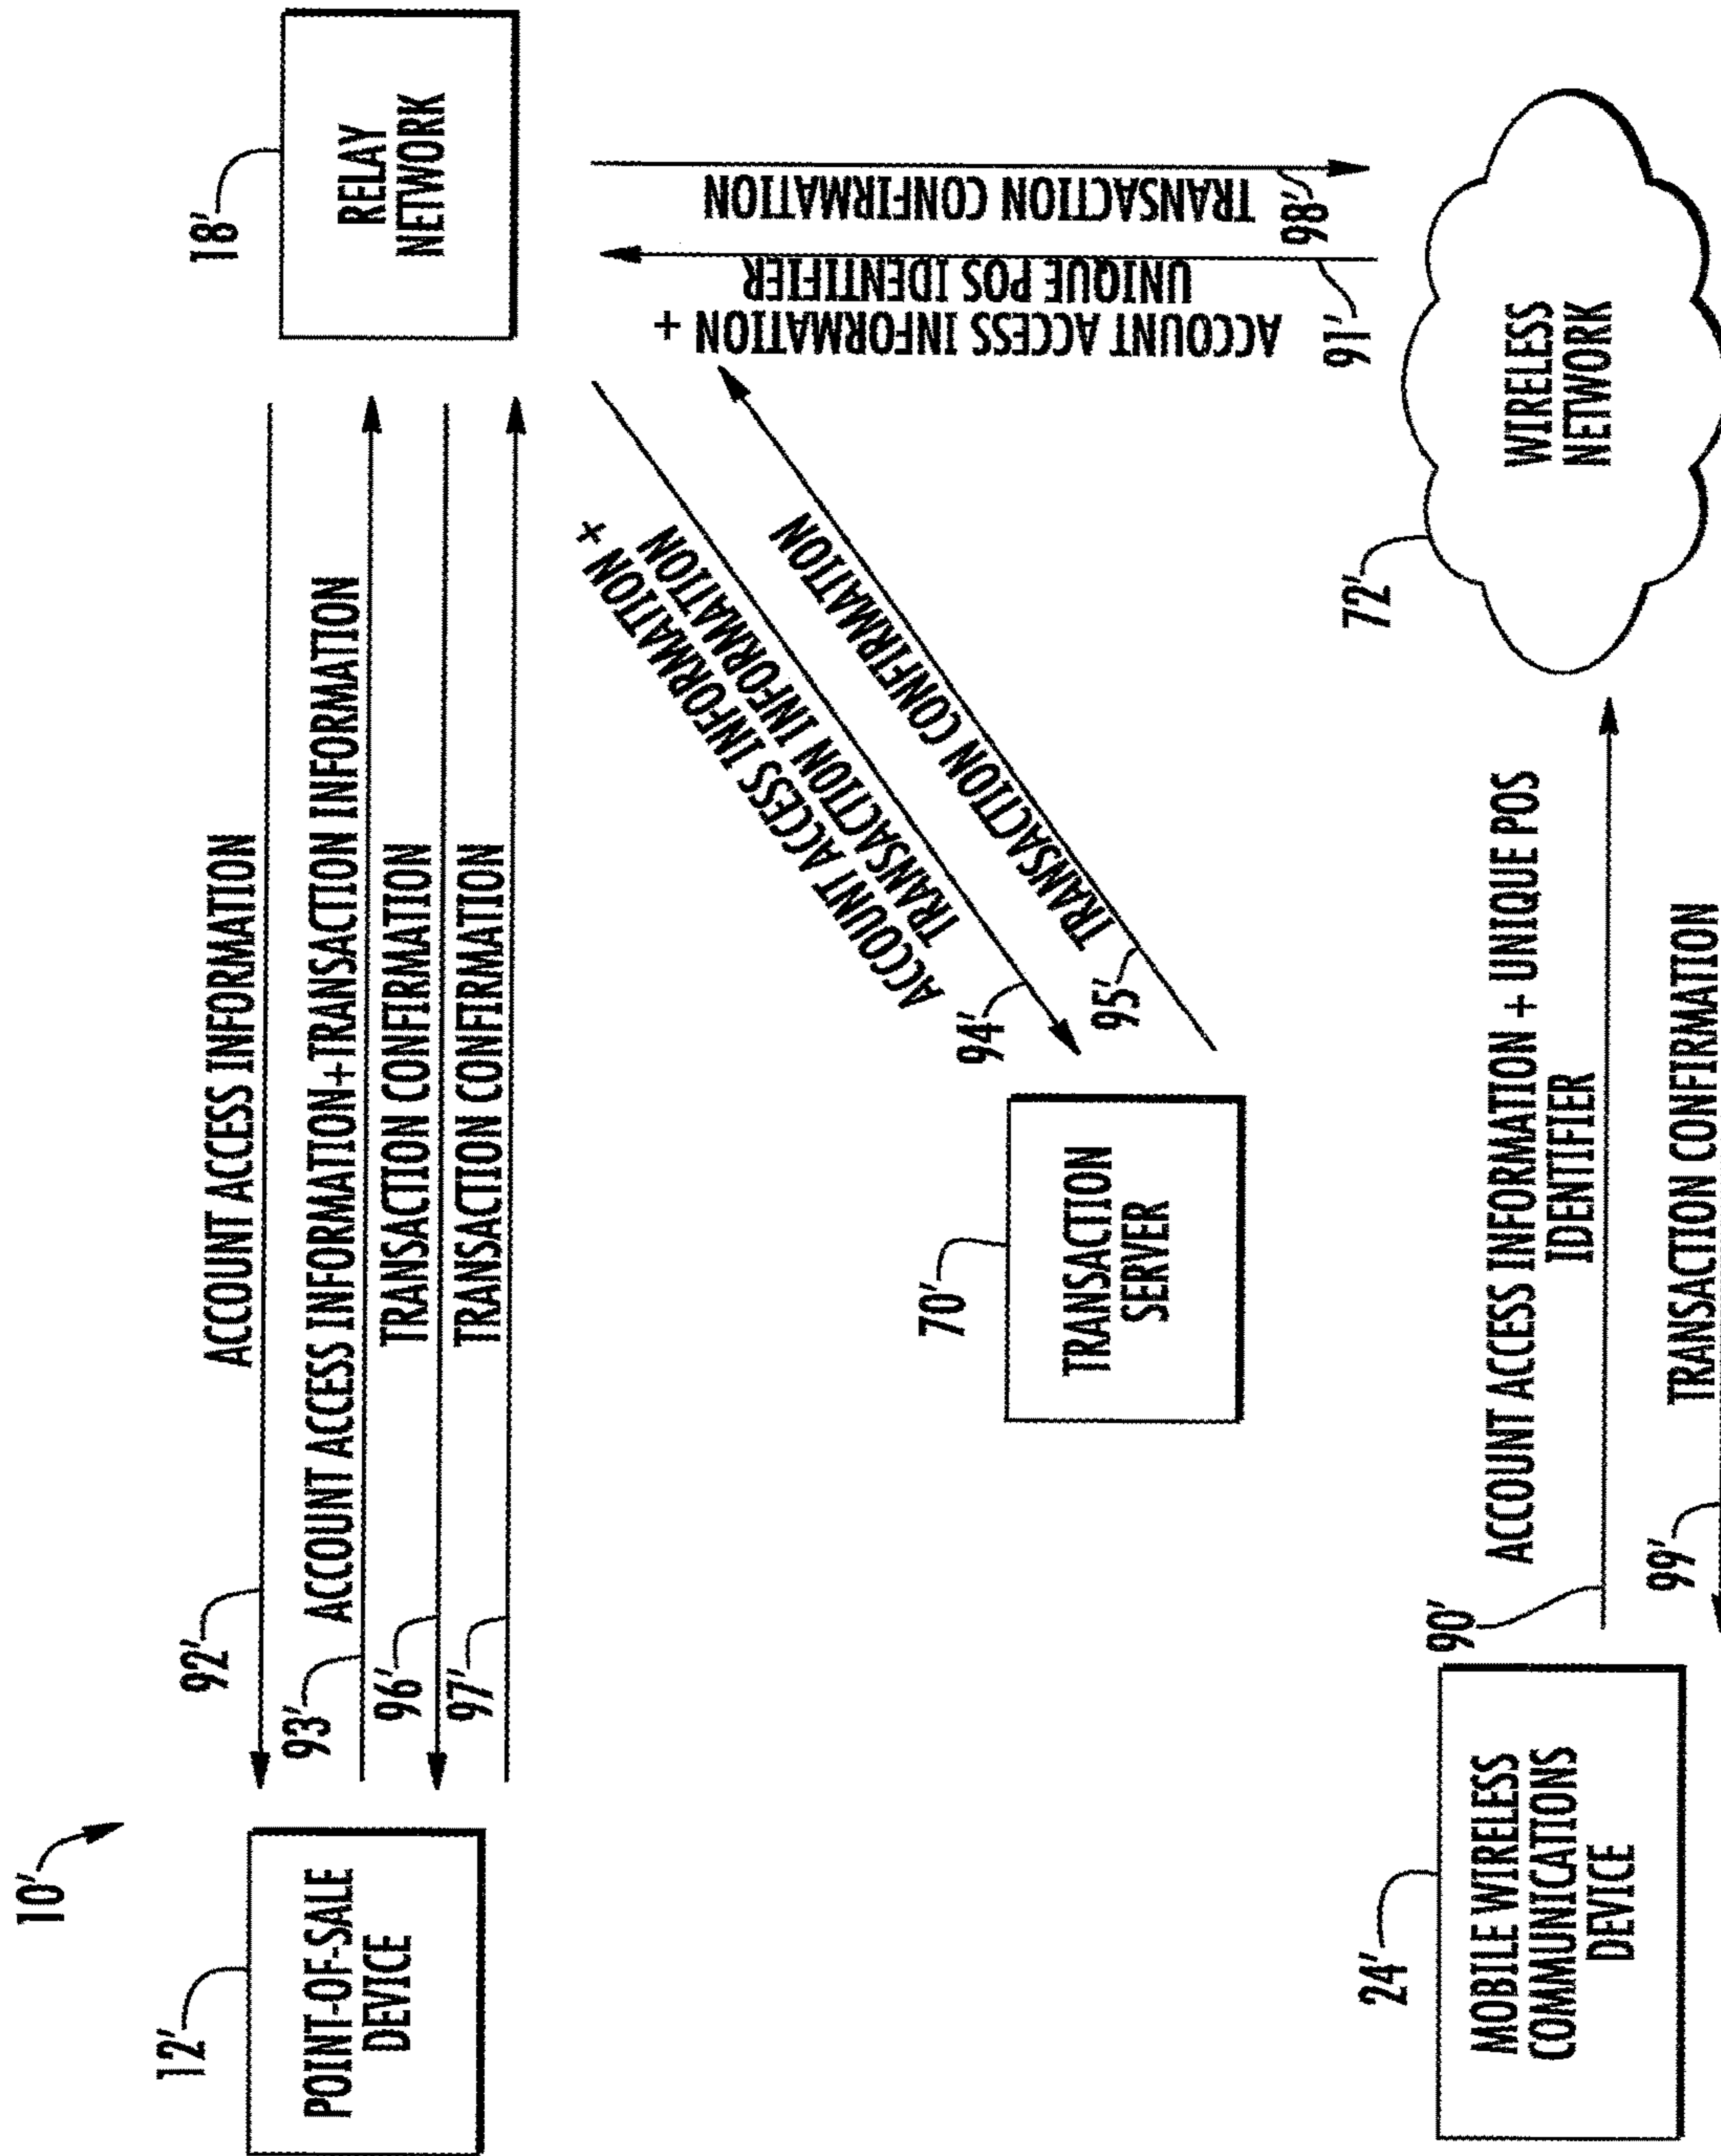 10'
12'
POINT-OF-SALE
DEVICE
92'
ACCOUNT ACCESS INFORMATION
93'
ACCOUNT ACCESS INFORMATION+TRANSACTION INFORMATION
96'
TRANSACTION CONFIRMATION
97'
TRANSACTION CONFIRMATION
18'
RELAY
NETWORK
ACCOUNT ACCESS INFORMATION +
TRANSACTION INFORMATION
94'
TRANSACTION CONFIRMATION
95'
70'
TRANSACTION
SERVER
ACCOUNT ACCESS INFORMATION +
UNIQUE POS IDENTIFIER
91'
TRANSACTION CONFIRMATION
98'
24'
MOBILE WIRELESS
COMMUNICATIONS
DEVICE
90'
ACCOUNT ACCESS INFORMATION + UNIQUE POS
IDENTIFIER
99'
TRANSACTION CONFIRMATION
72'
WIRELESS
NETWORK